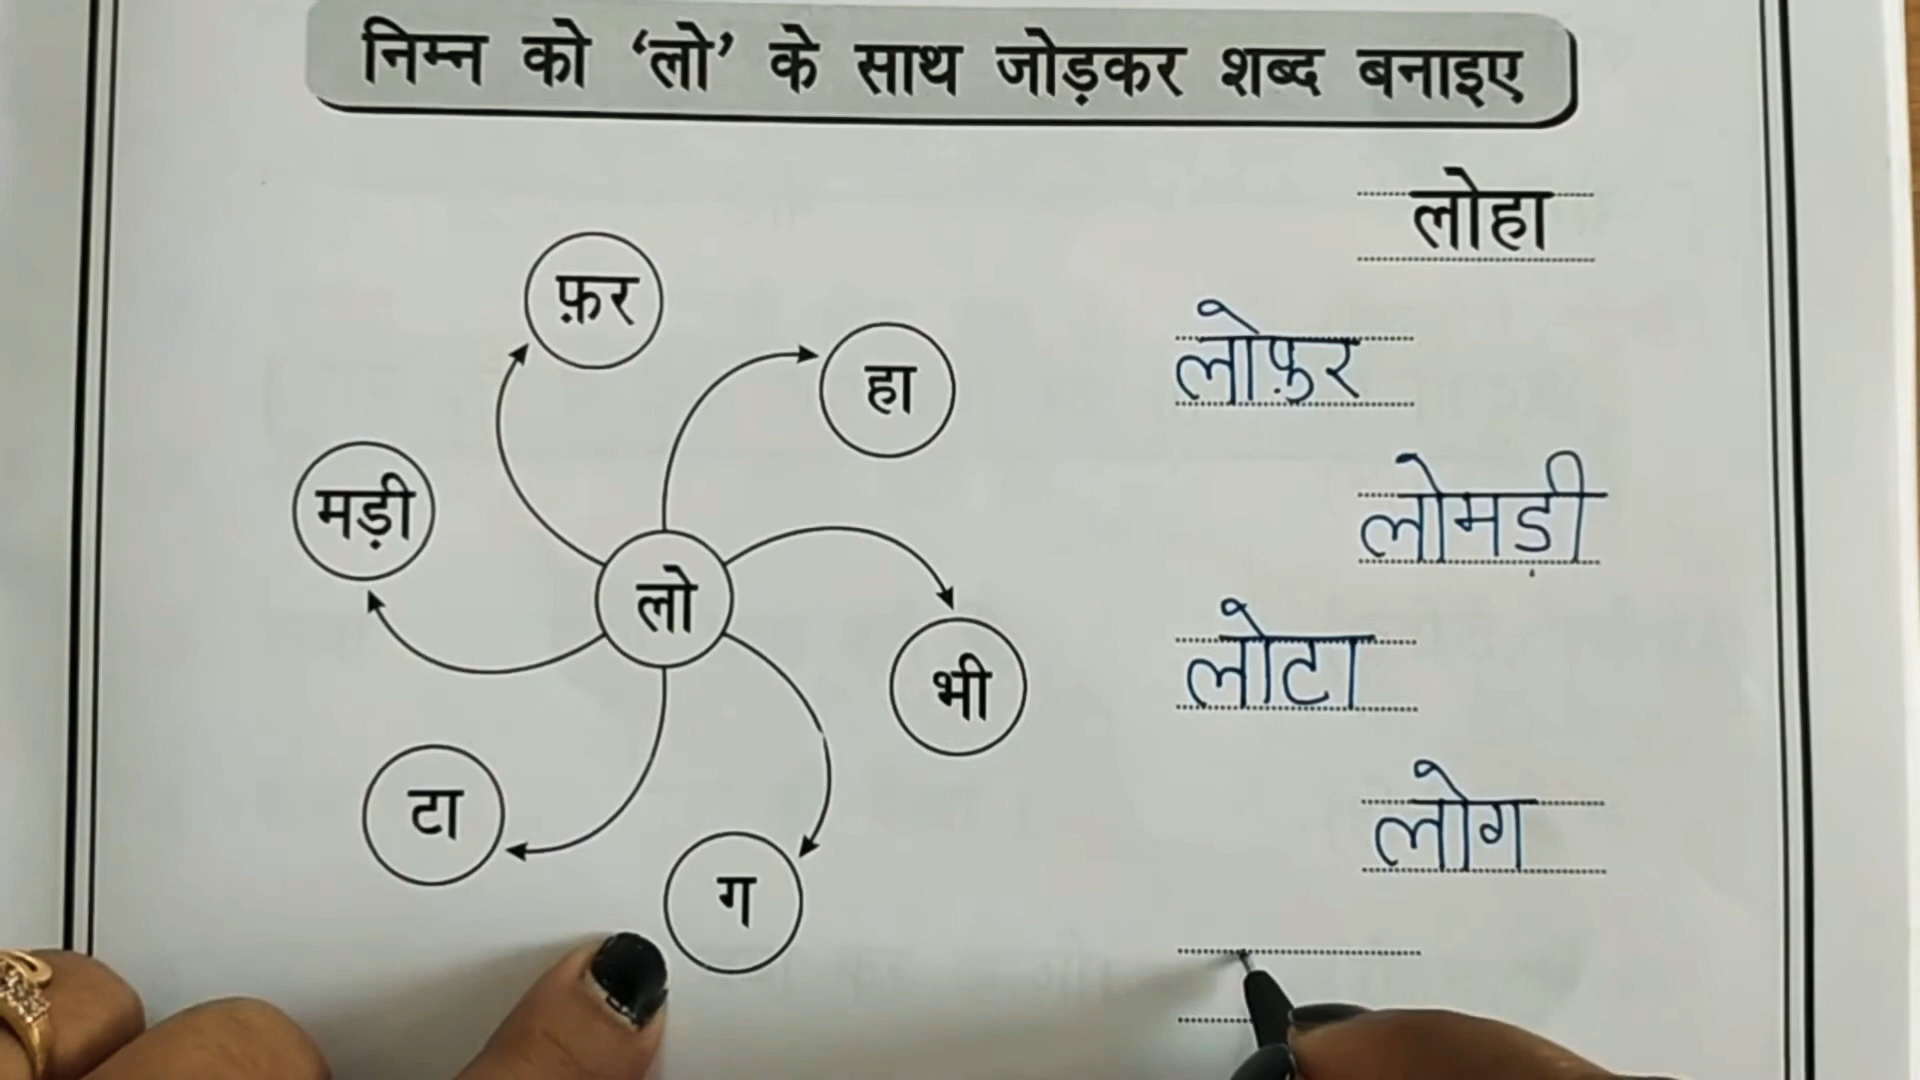 निम्न को ‘लो’ के साथ जोड़कर शब्द बनाइए
लोहा
फ़र
हा
लोफ़र
मड़ी
लोमड़ी
लो
भी
लोटा
टा
लोग
ग